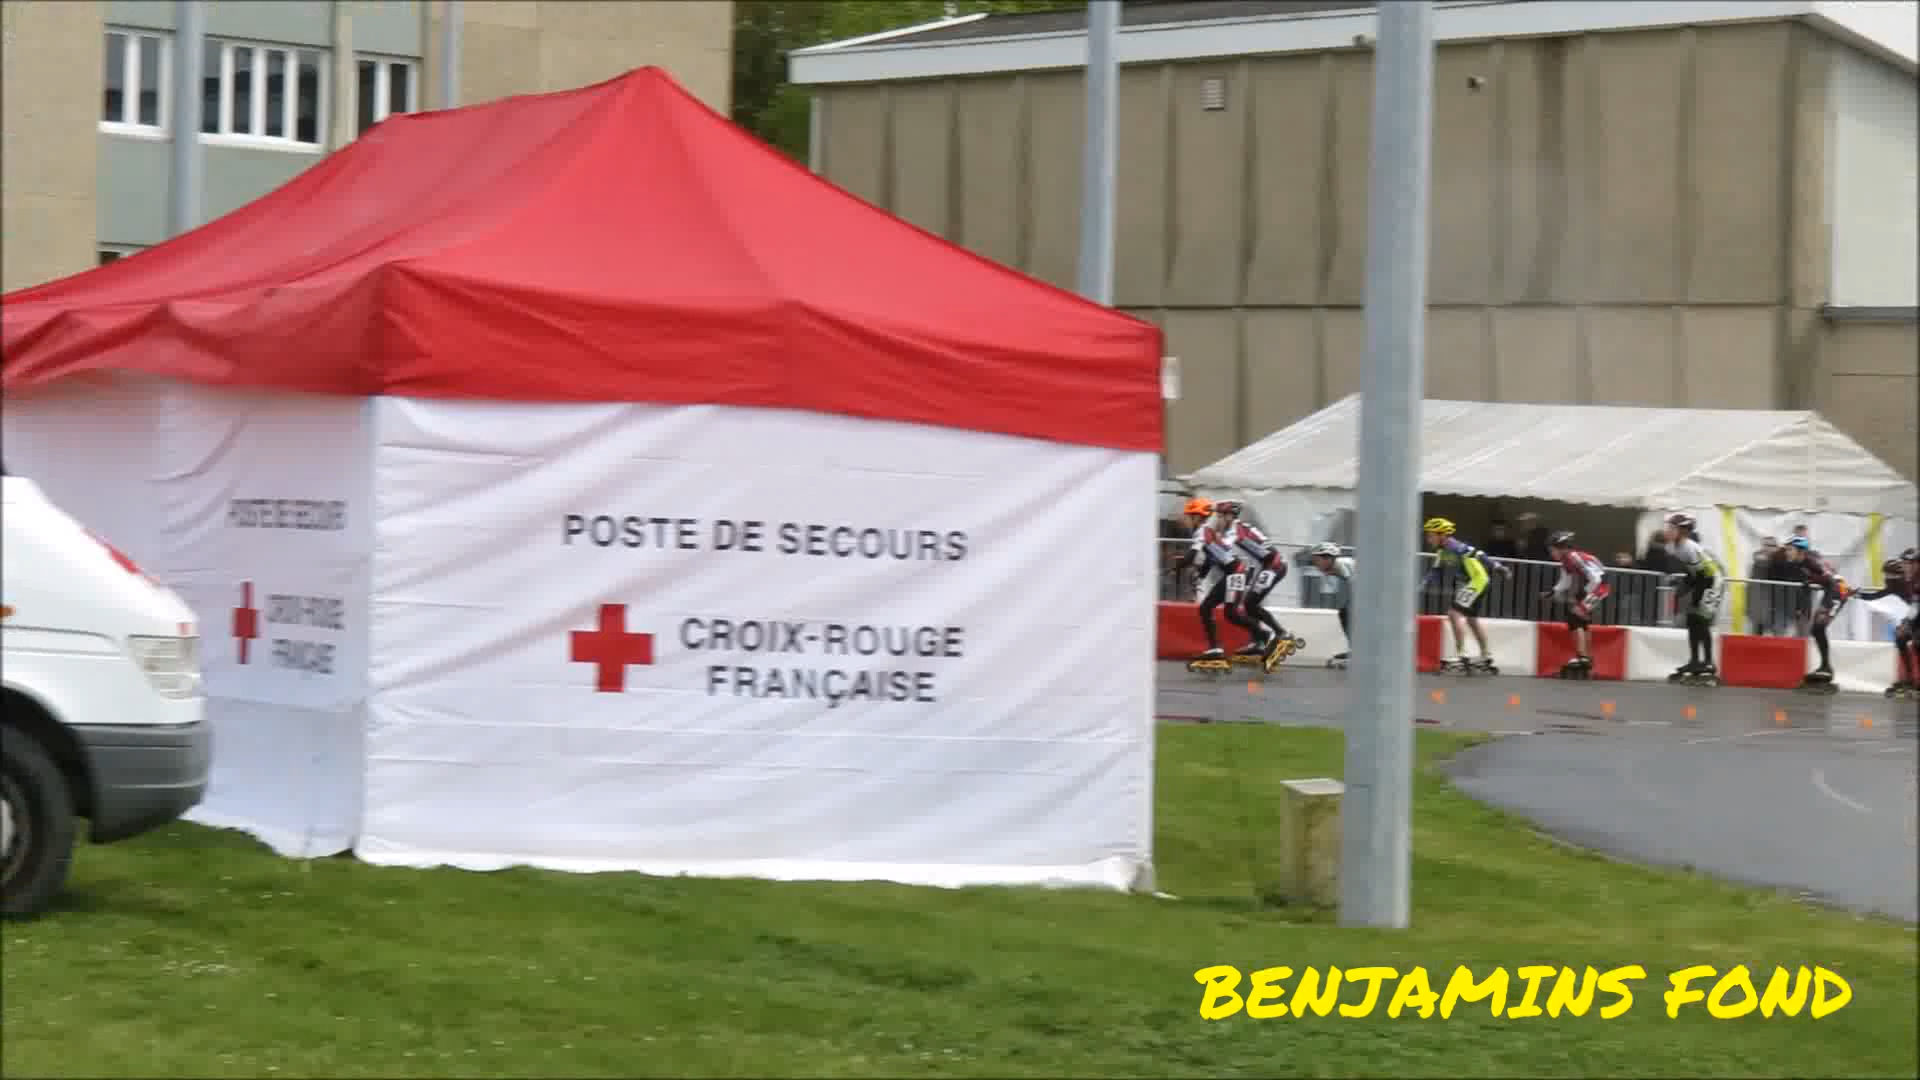 POSTE DE SECOURS
CROIX-ROUGE
FRANÇAISE
POSTE DE SECOURS
CROIX-ROUGE
FRANÇAISE
BENJAMINS FOND